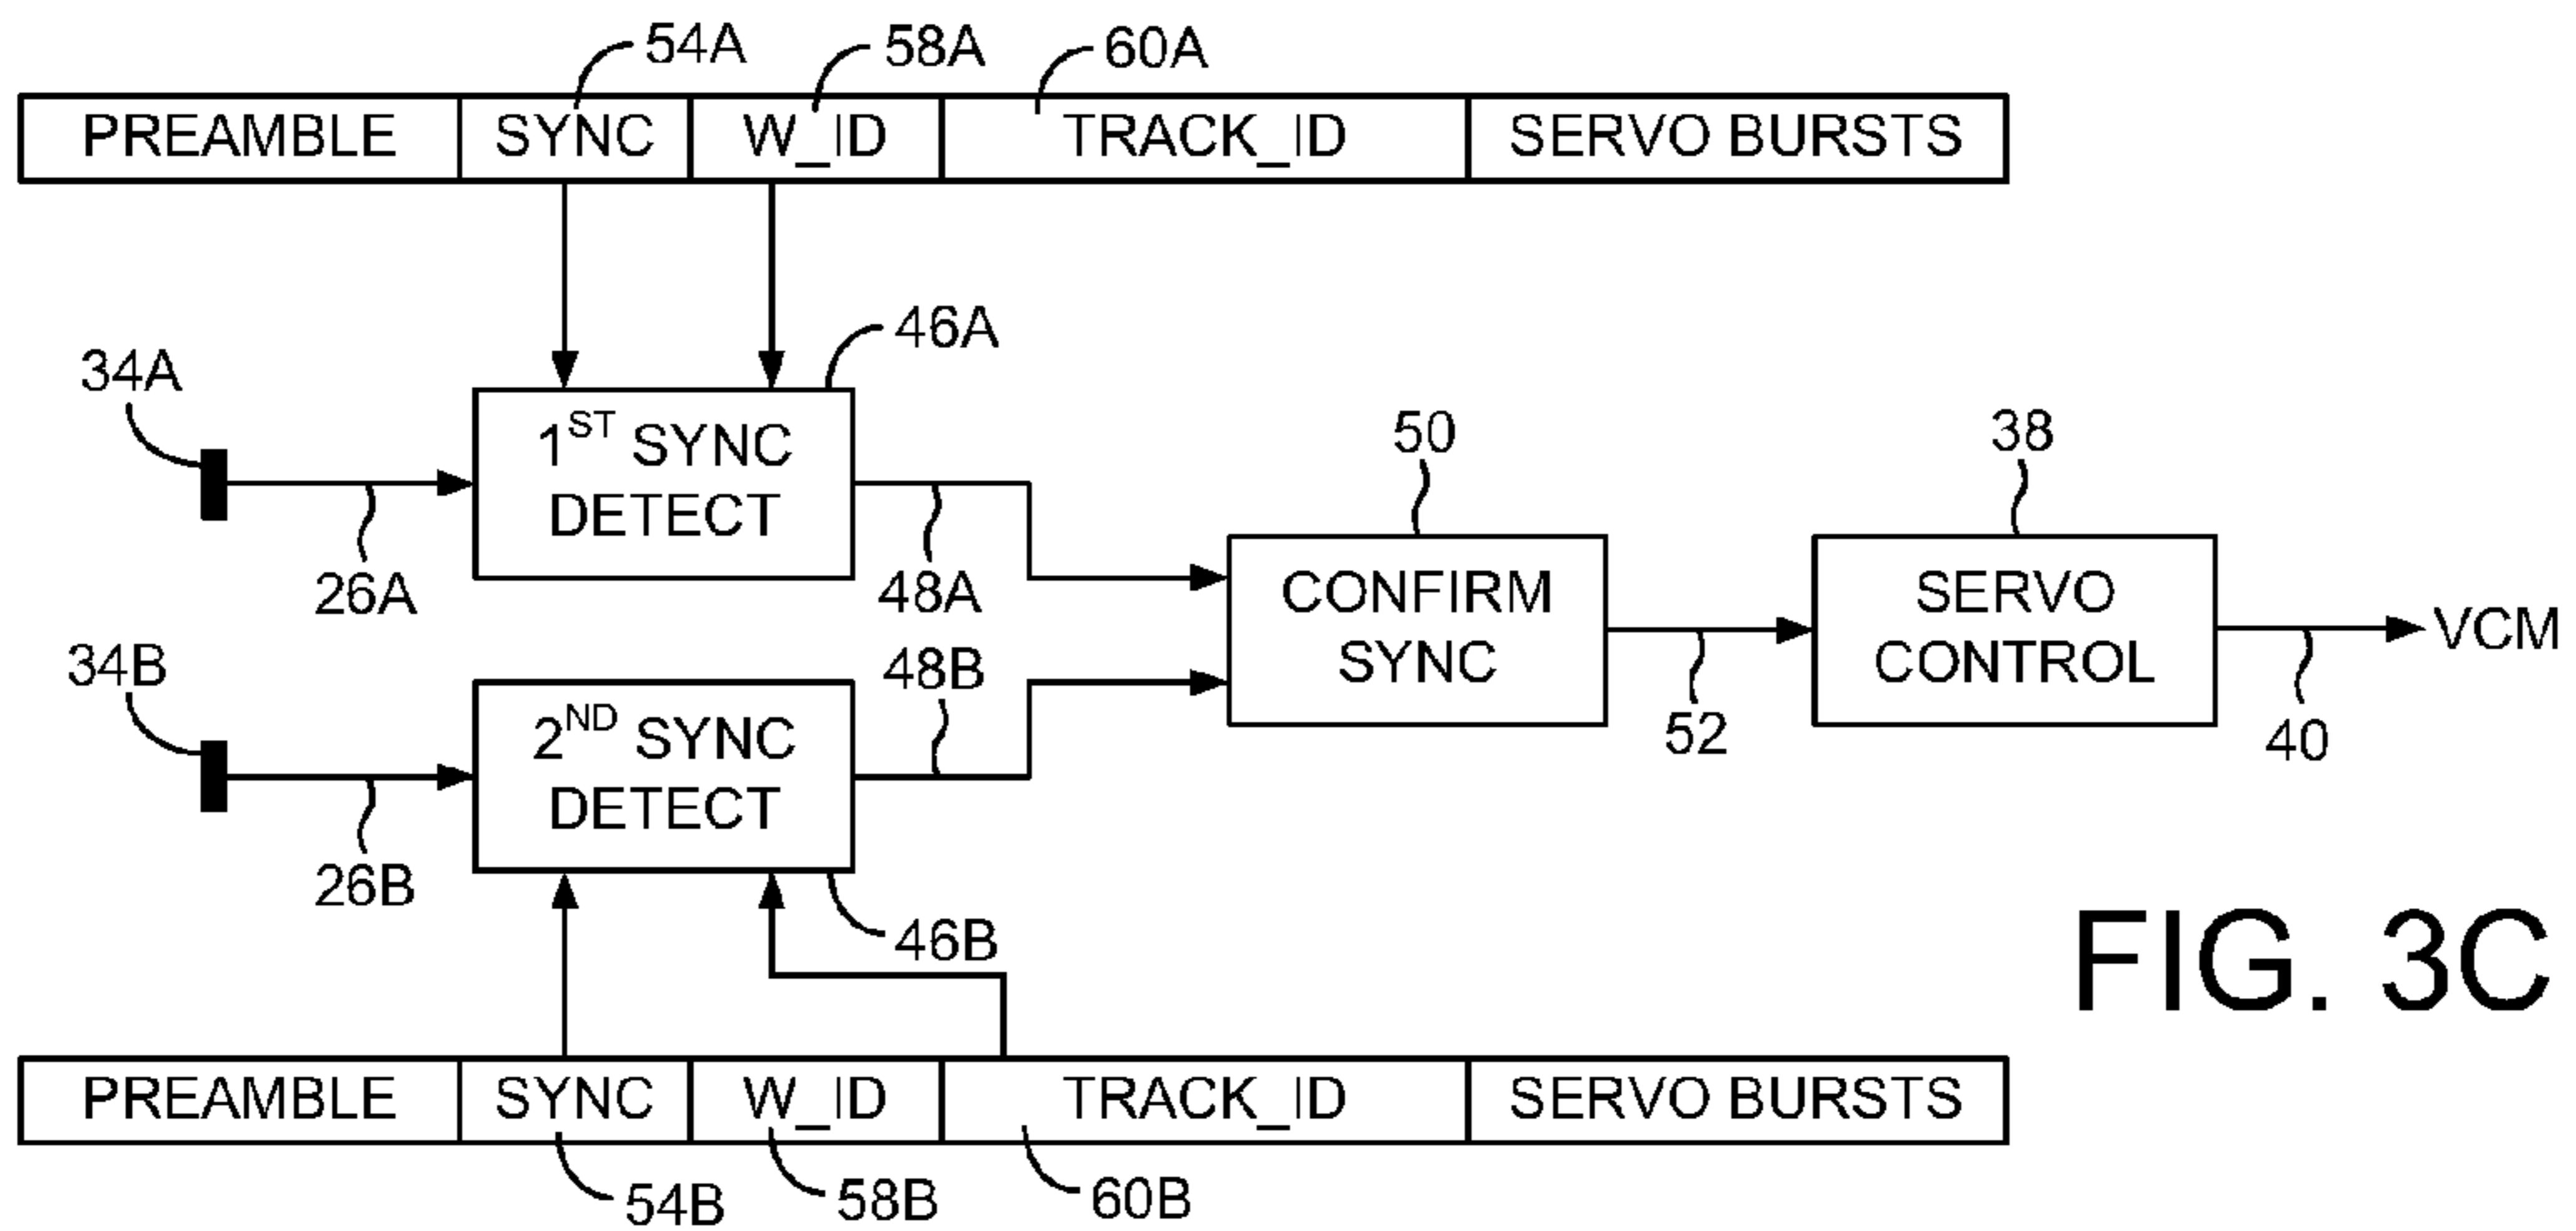 54A 58A 60A
PREAMBLE SYNC W_ID TRACK_ID SERVO BURSTS
34A
46A
1ST SYNC
DETECT
26A
48A
50
38
CONFIRM
SYNC
SERVO
CONTROL
VCM
34B
48B
2ND SYNC
DETECT
52
40
26B
46B
FIG. 3C
PREAMBLE SYNC W_ID TRACK_ID SERVO BURSTS
54B 58B 60B